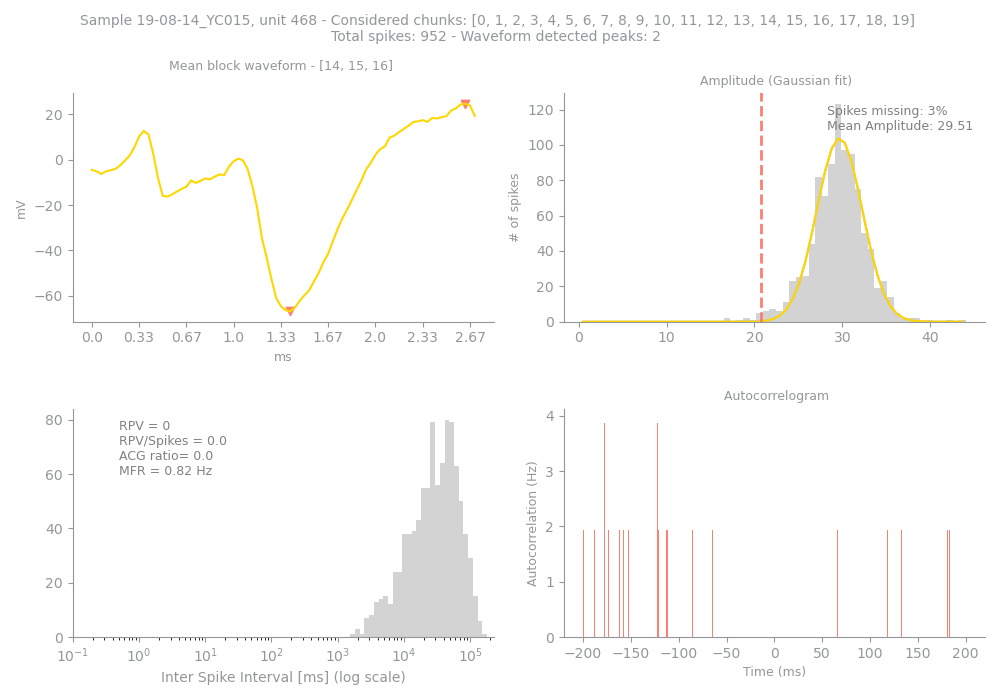 Sample 19-08-14_YC015, unit 468 - Considered chunks: [0, 1, 2, 3, 4, 5, 6, 7, 8, 9, 10, 11, 12, 13, 14, 15, 16, 17, 18, 19]
Total spikes: 952 - Waveform detected peaks: 2
Mean block waveform - [14, 15, 16]
20
0
−20
−40
−60
mV
0.0 0.33 0.67 1.0 1.33 1.67 2.0 2.33 2.67
ms
Amplitude (Gaussian fit)
Spikes missing: 3%
Mean Amplitude: 29.51
120
100
80
60
40
20
0
# of spikes
0 10 20 30 40
RPV = 0
RPV/Spikes = 0.0
ACG ratio= 0.0
MFR = 0.82 Hz
80
60
40
20
0
10⁻¹ 10⁰ 10¹ 10² 10³ 10⁴ 10⁵
Inter Spike Interval [ms] (log scale)
Autocorrelogram
4
3
2
1
0
Autocorrelation (Hz)
−200 −150 −100 −50 0 50 100 150 200
Time (ms)